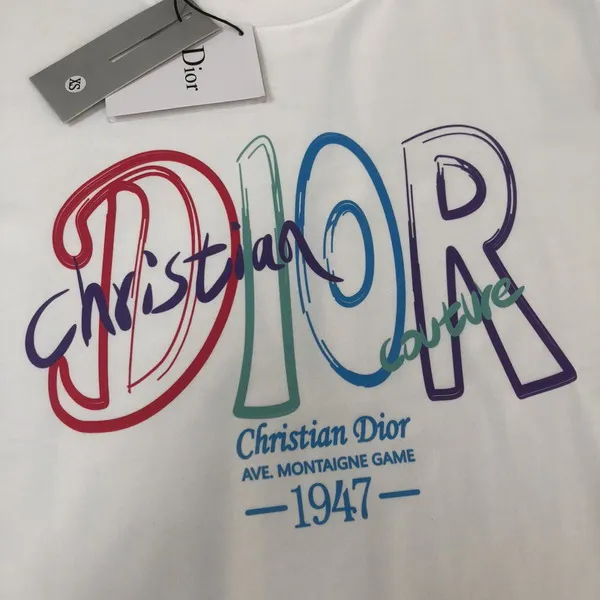 XS
Dior
DIOR
christian
couture
Christian Dior
AVE. MONTAIGNE GAME
1947